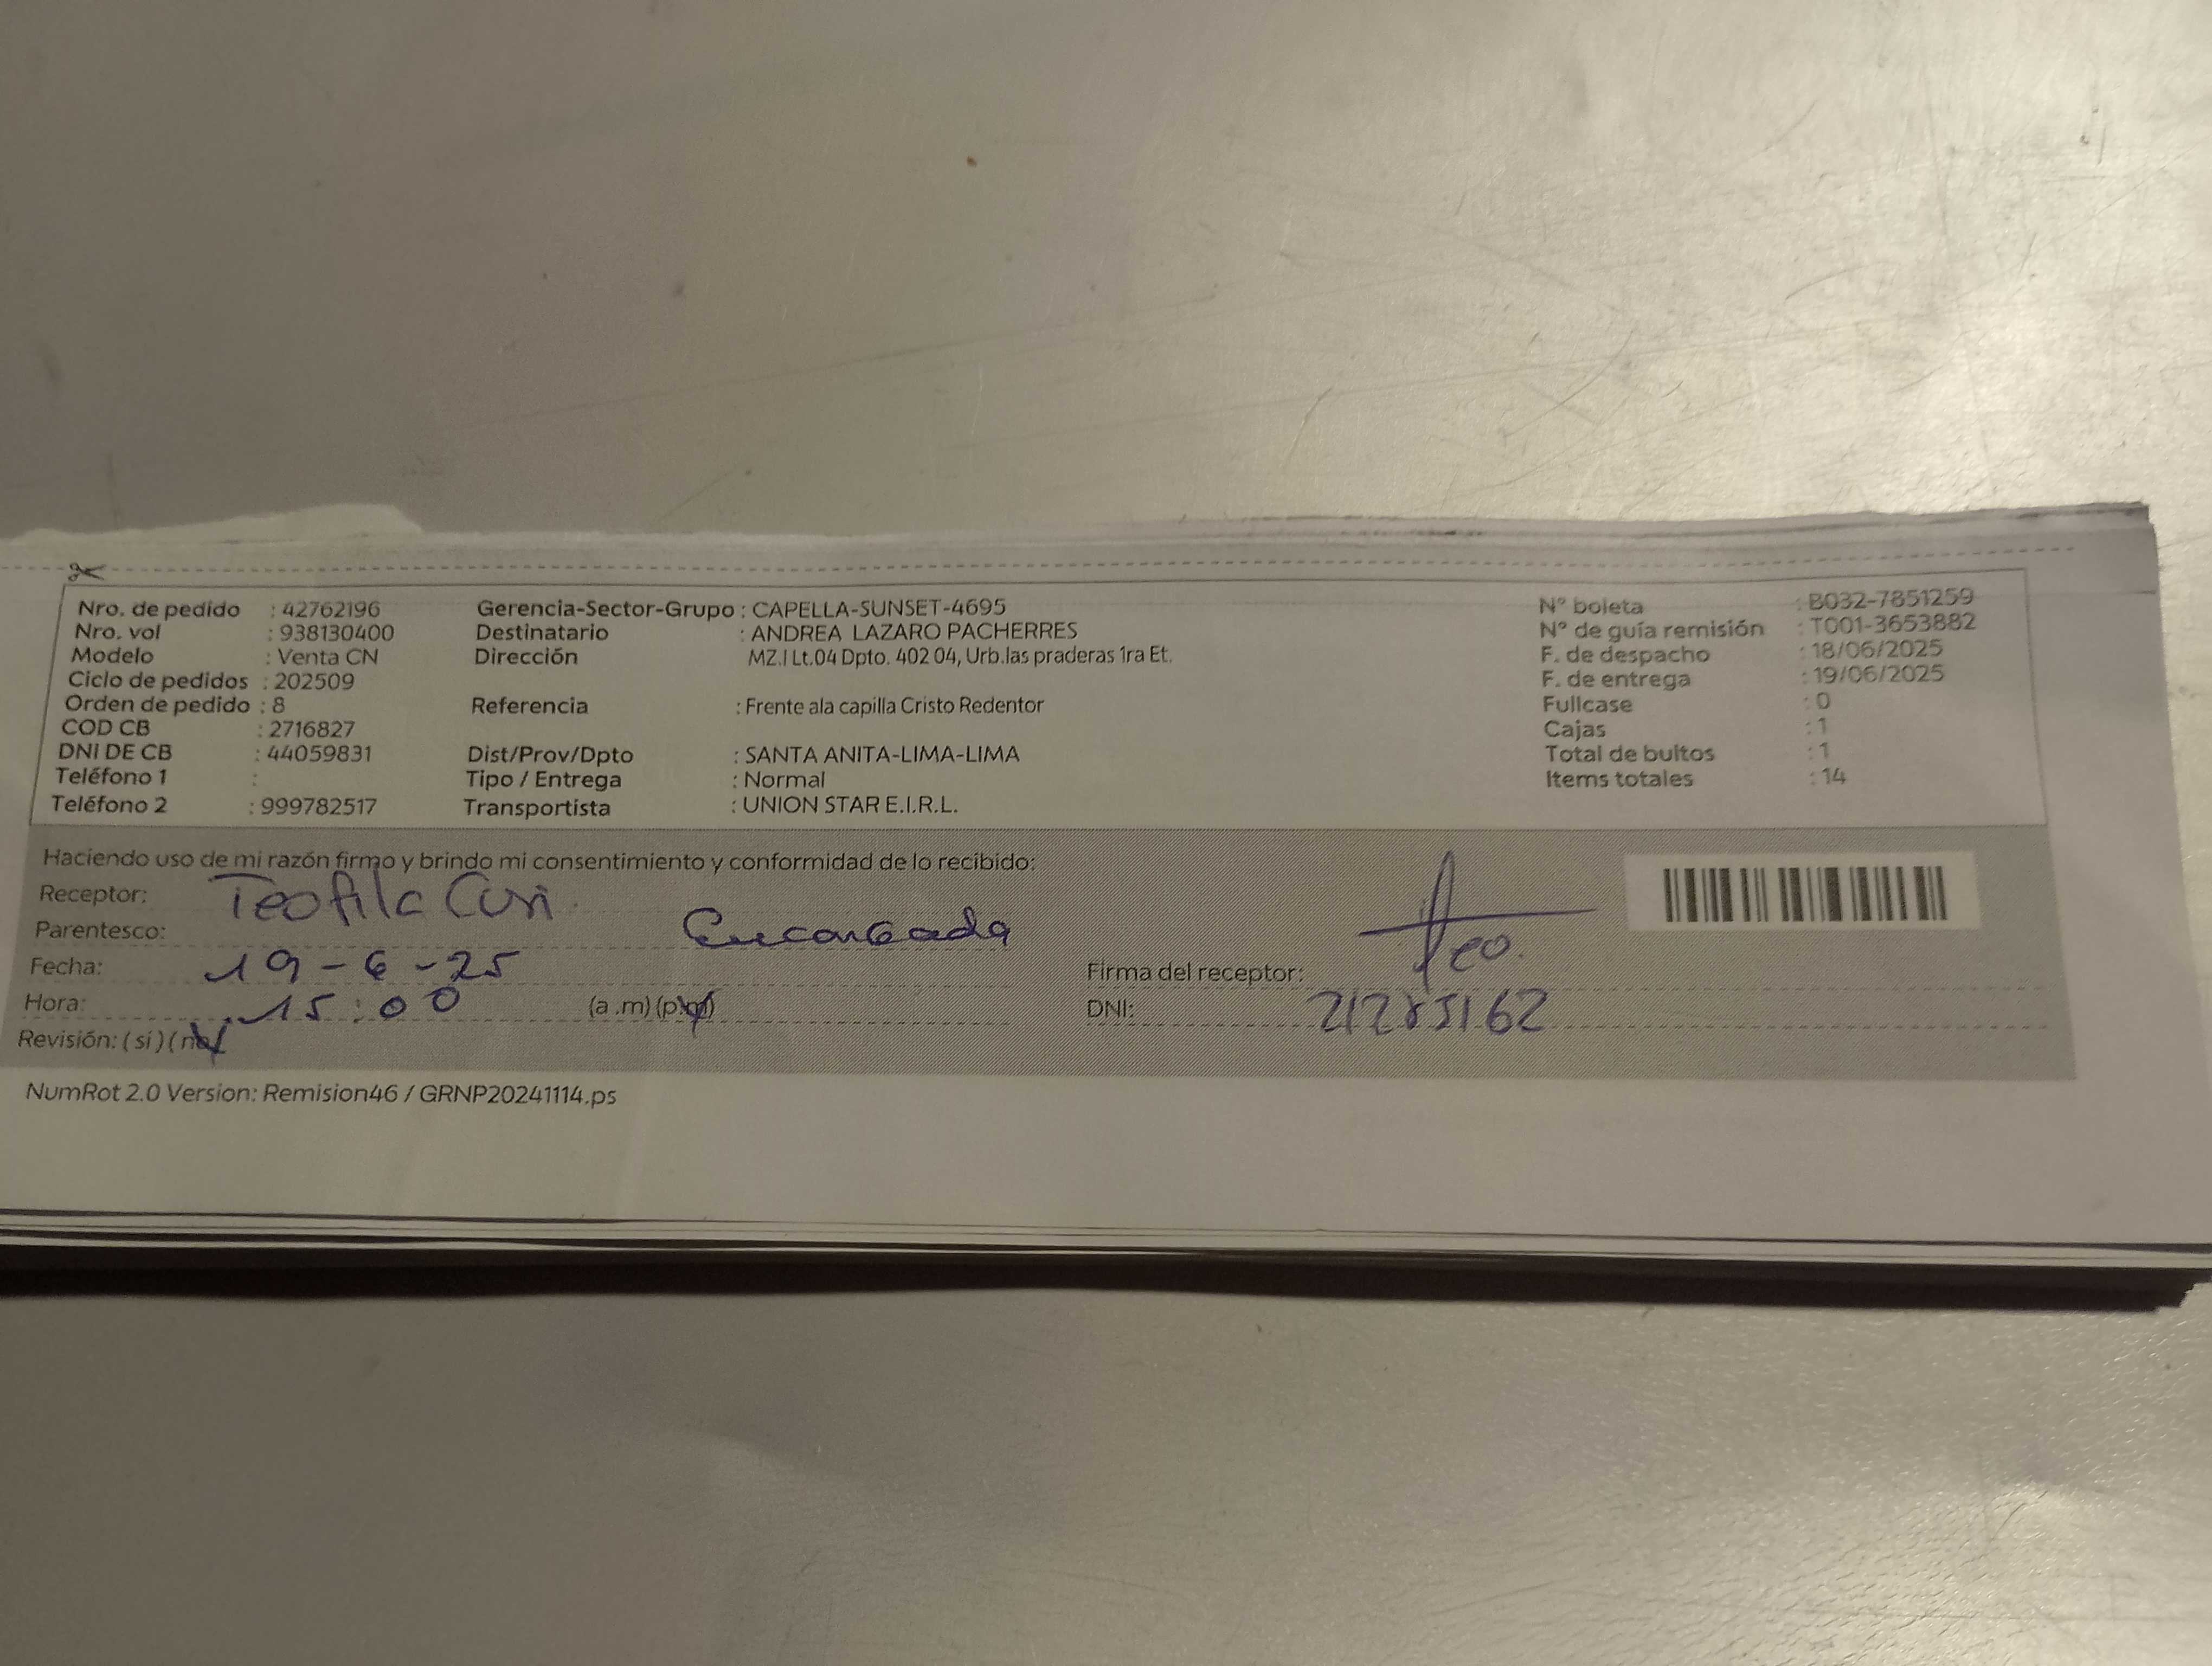 Nro. de pedido : 42762196 Gerencia-Sector-Grupo : CAPELLA-SUNSET-4695 N° boleta : B032-7851259
Nro. vol : 938130400 Destinatario : ANDREA LAZARO PACHERRES N° de guía remisión : T001-3653882
Modelo : Venta CN Dirección MZ.I Lt.04 Dpto. 402 04, Urb.las praderas 1ra Et. F. de despacho : 18/06/2025
Ciclo de pedidos : 202509 F. de entrega : 19/06/2025
Orden de pedido : 8 Referencia : Frente ala capilla Cristo Redentor Fullcase : 0
COD CB : 2716827 Cajas : 1
DNI DE CB : 44059831 Dist/Prov/Dpto : SANTA ANITA-LIMA-LIMA Total de bultos : 1
Teléfono 1 : Tipo / Entrega : Normal Items totales : 14
Teléfono 2 : 999782517 Transportista : UNION STAR E.I.R.L.
Haciendo uso de mi razón firmo y brindo mi consentimiento y conformidad de lo recibido:
Receptor: Teofila Cusi
Parentesco: Encargada
Fecha: 19-6-25 Firma del receptor: Teo.
Hora: 15:00 (a .m) (p.m) DNI: 21285162
Revisión: ( si ) ( no )
NumRot 2.0 Version: Remision46 / GRNP20241114.ps